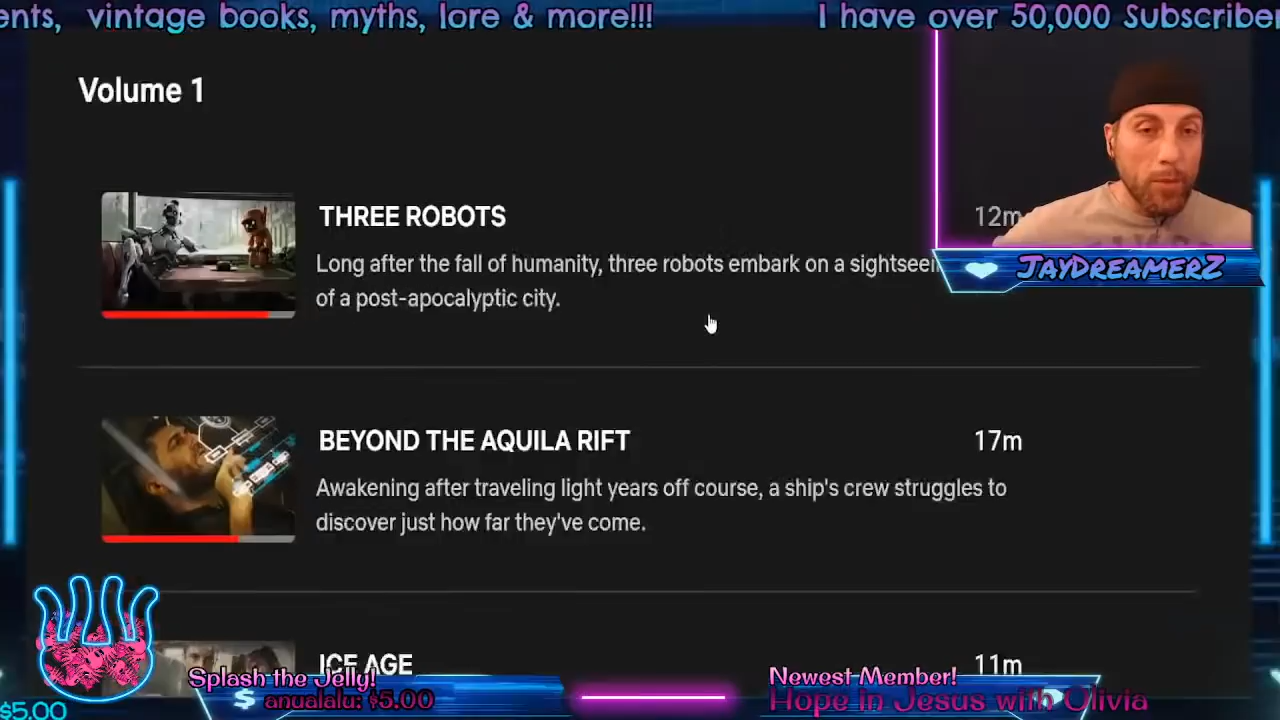 ents, vintage books, myths, lore & more!!!
I have over 50,000 Subscriber
Volume 1
THREE ROBOTS
12m
Long after the fall of humanity, three robots embark on a sightseein
of a post-apocalyptic city.
JAYDREAMERZ
BEYOND THE AQUILA RIFT
17m
Awakening after traveling light years off course, a ship's crew struggles to
discover just how far they've come.
ICE AGE
11m
Splash the Jelly!
$ anualalu: $5.00
Newest Member!
Hope in Jesus with Olivia
$5.00